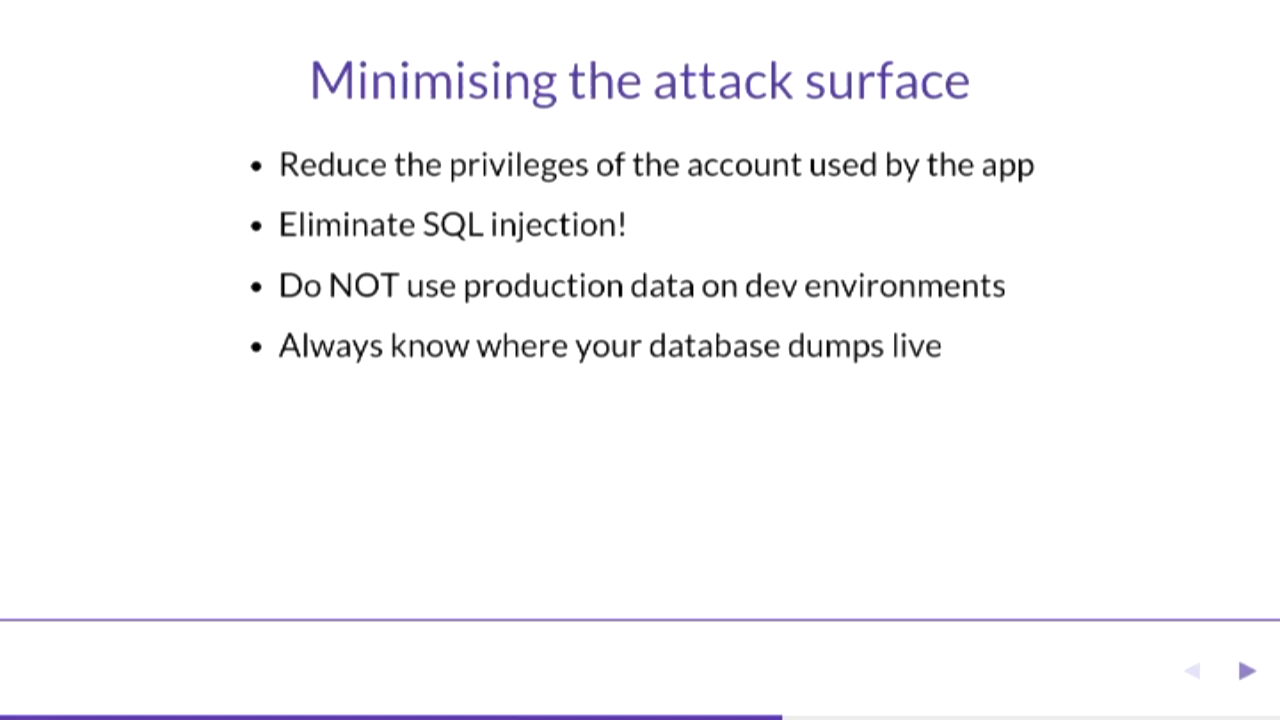 Minimising the attack surface
• Reduce the privileges of the account used by the app
• Eliminate SQL injection!
• Do NOT use production data on dev environments
• Always know where your database dumps live